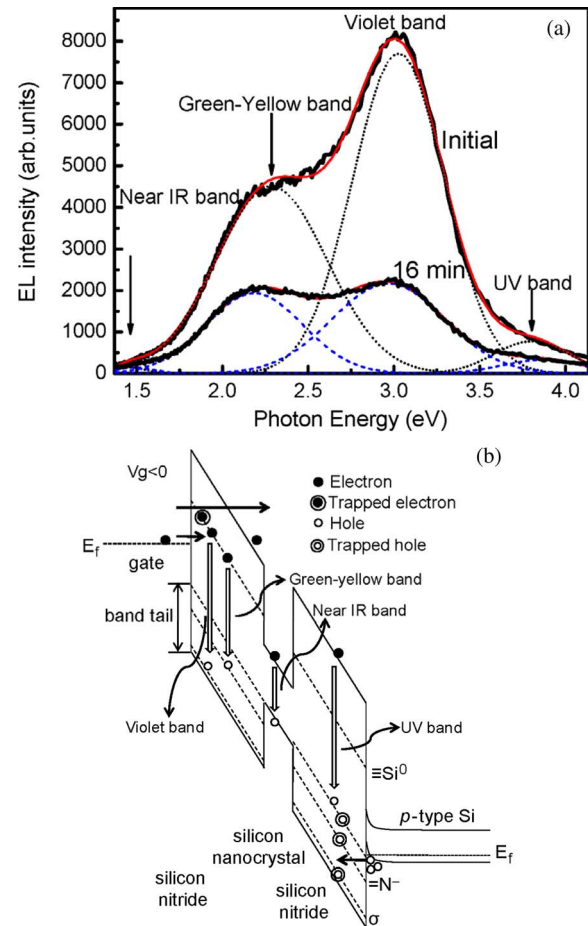 (a)
Violet band
Green-Yellow band
Near IR band
Initial
16 min
UV band
EL intensity (arb.units)
8000
7000
6000
5000
4000
3000
2000
1000
0
1.5
2.0
2.5
3.0
3.5
4.0
Photon Energy (eV)
(b)
Vg<0
Electron
Trapped electron
Hole
Trapped hole
E_f
gate
Green-yellow band
Near IR band
band tail
Violet band
UV band
≡Si⁰
p-type Si
silicon
nanocrystal
E_f
silicon
nitride
silicon
nitride
≡N⁻
σ